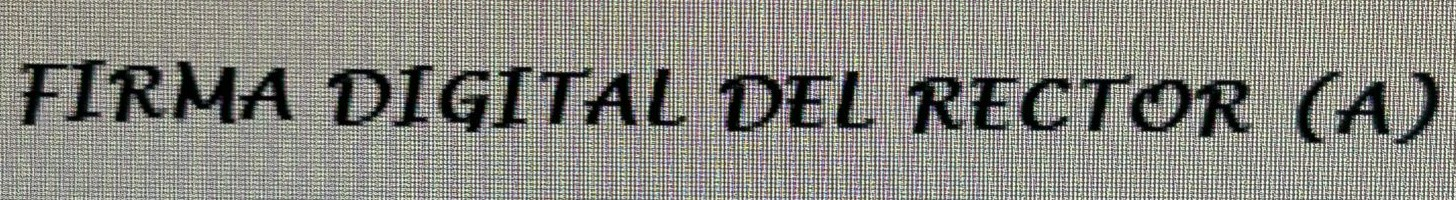 FIRMA DIGITAL DEL RECTOR (A)